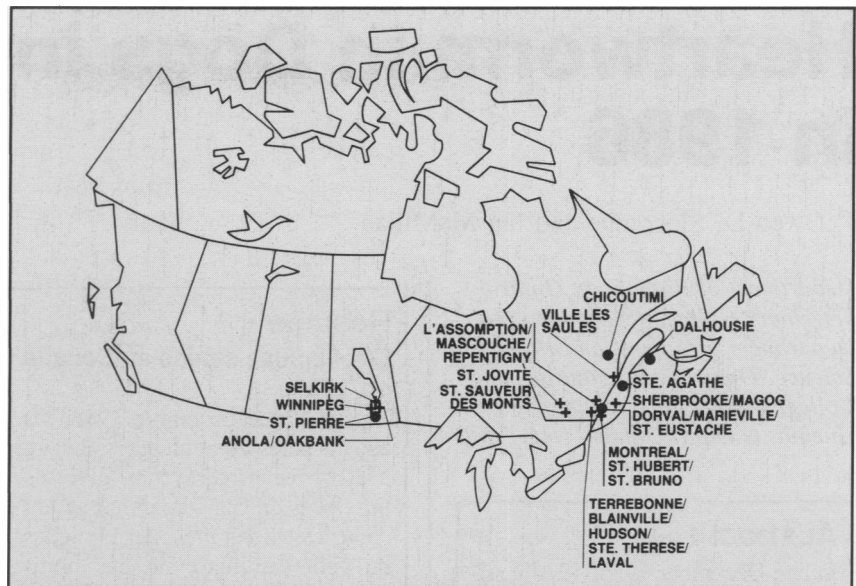 CHICOUTIMI
VILLE LES
SAULES
DALHOUSIE
L'ASSOMPTION/
MASCOUCHE/
REPENTIGNY
ST. JOVITE
ST. SAUVEUR
DES MONTS
STE. AGATHE
SHERBROOKE/MAGOG
DORVAL/MARIEVILLE/
ST. EUSTACHE
SELKIRK
WINNIPEG
ST. PIERRE
ANOLA/OAKBANK
MONTREAL/
ST. HUBERT/
ST. BRUNO
TERREBONNE/
BLAINVILLE/
HUDSON/
STE. THERESE/
LAVAL